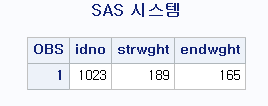 SAS 시스템
OBS idno strwght endwght
1 1023 189 165